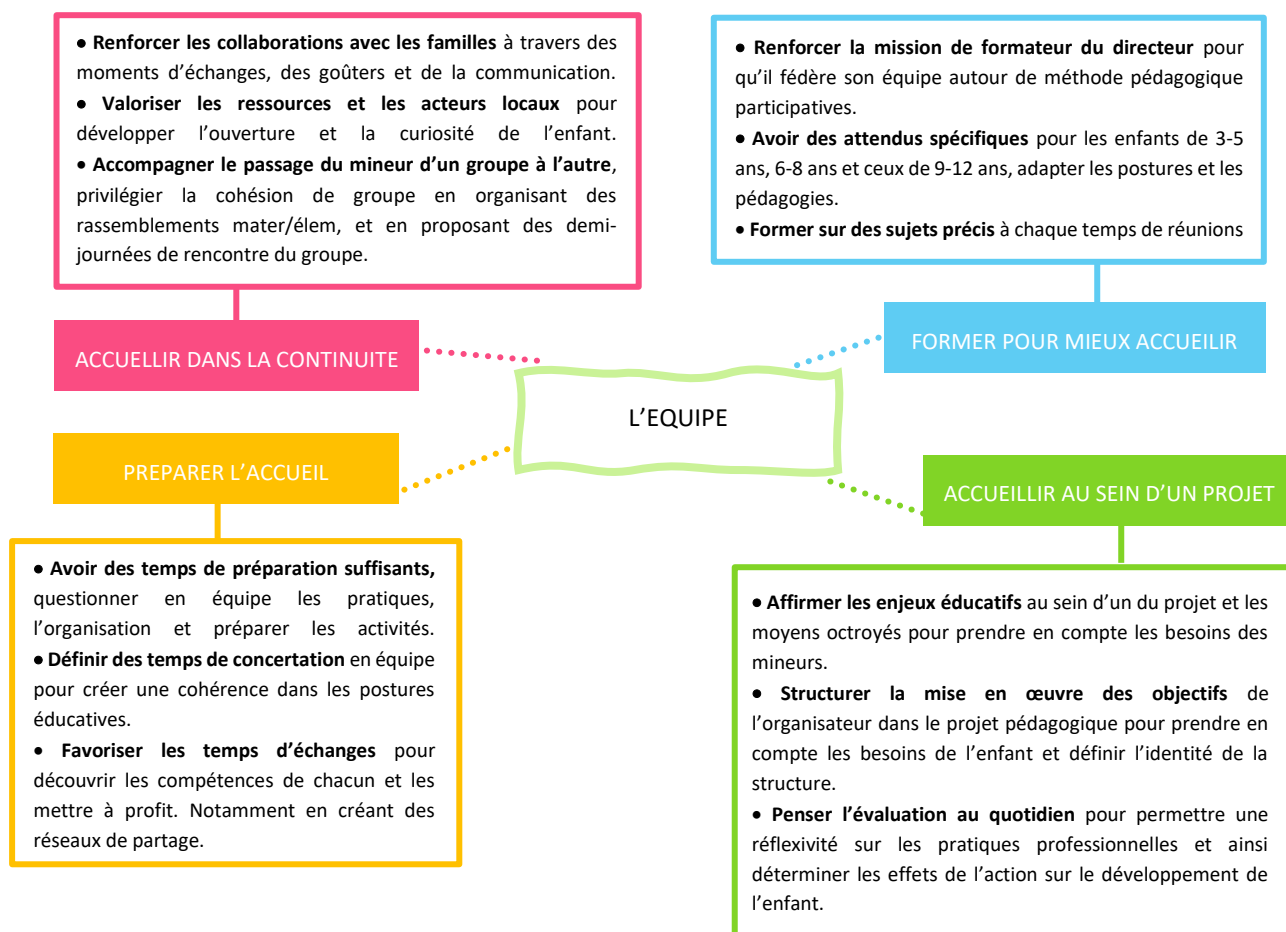 • Renforcer les collaborations avec les familles à travers des
moments d’échanges, des goûters et de la communication.
• Valoriser les ressources et les acteurs locaux pour
développer l’ouverture et la curiosité de l’enfant.
• Accompagner le passage du mineur d’un groupe à l’autre,
privilégier la cohésion de groupe en organisant des
rassemblements mater/élem, et en proposant des demi-
journées de rencontre du groupe.
• Renforcer la mission de formateur du directeur pour
qu’il fédère son équipe autour de méthode pédagogique
participatives.
• Avoir des attendus spécifiques pour les enfants de 3-5
ans, 6-8 ans et ceux de 9-12 ans, adapter les postures et les
pédagogies.
• Former sur des sujets précis à chaque temps de réunions
ACCUELLIR DANS LA CONTINUITE
FORMER POUR MIEUX ACCUEILIR
L’EQUIPE
PREPARER L’ACCUEIL
ACCUEILLIR AU SEIN D’UN PROJET
• Avoir des temps de préparation suffisants,
questionner en équipe les pratiques,
l’organisation et préparer les activités.
• Définir des temps de concertation en équipe
pour créer une cohérence dans les postures
éducatives.
• Favoriser les temps d’échanges pour
découvrir les compétences de chacun et les
mettre à profit. Notamment en créant des
réseaux de partage.
• Affirmer les enjeux éducatifs au sein d’un du projet et les
moyens octroyés pour prendre en compte les besoins des
mineurs.
• Structurer la mise en œuvre des objectifs de
l’organisateur dans le projet pédagogique pour prendre en
compte les besoins de l’enfant et définir l’identité de la
structure.
• Penser l’évaluation au quotidien pour permettre une
réflexivité sur les pratiques professionnelles et ainsi
déterminer les effets de l’action sur le développement de
l’enfant.